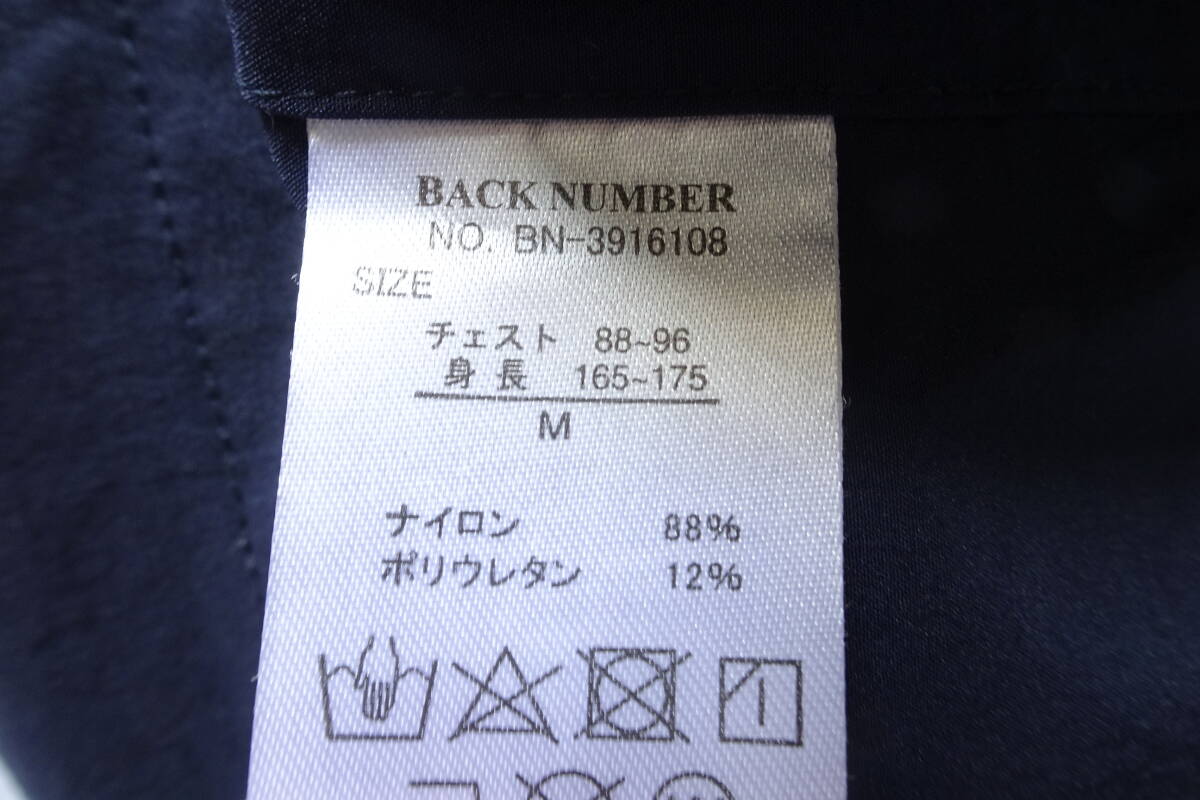 BACK NUMBER
NO. BN-3916108
SIZE
チェスト 88~96
身長 165~175
M
ナイロン 88%
ポリウレタン 12%